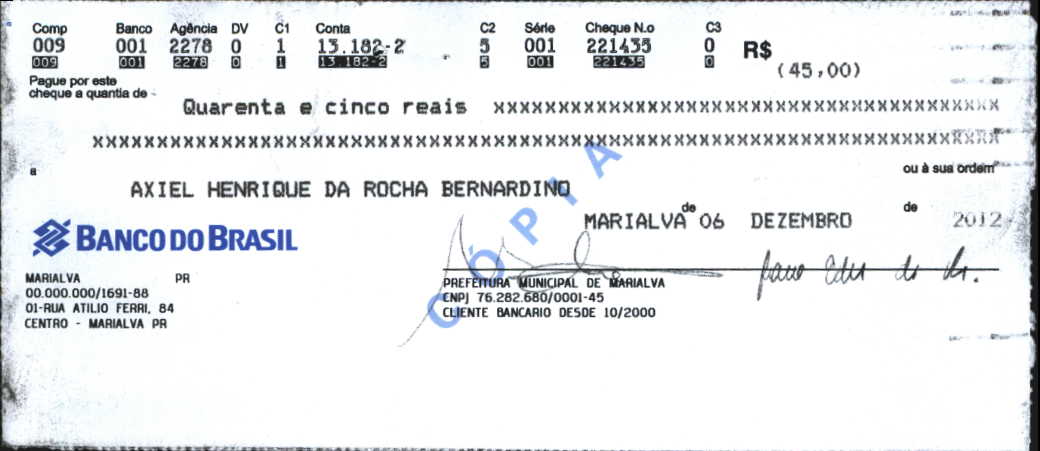 Comp Banco Agência DV C1 Conta C2 Série Cheque N.o C3
009 001 2278 0 1 13.182-2 5 001 221435 0 R$
009 001 2278 0 1 13.182-2 5 001 221435 0 (45,00)
Pague por este
cheque a quantia de
Quarenta e cinco reais xxxxxxxxxxxxxxxxxxxxxxxxxxxxxxxxxxxxxxxx
xxxxxxxxxxxxxxxxxxxxxxxxxxxxxxxxxxxxxxxxxxxxxxxxxxxxxxxxxxxxxxxxxxxxxxxx
a ou à sua ordem
AXIEL HENRIQUE DA ROCHA BERNARDINO
MARIALVA de 06 DEZEMBRO de 2012
BANCO DO BRASIL
CÓPIA
MARIALVA PR
00.000.000/1691-88
01-RUA ATILIO FERRI, 84
CENTRO - MARIALVA PR
PREFEITURA MUNICIPAL DE MARIALVA
CNPJ 76.282.680/0001-45
CLIENTE BANCARIO DESDE 10/2000